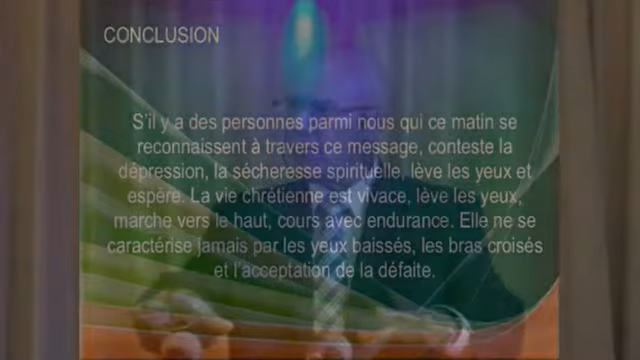 CONCLUSION
S'il y a des personnes parmi nous qui ce matin se
reconnaissent à travers ce message, conteste la
dépression, la sécheresse spirituelle, lève les yeux et
espère. La vie chrétienne est vivace, lève les yeux,
marche vers le haut, cours avec endurance. Elle ne se
caractérise jamais par les yeux baissés, les bras croisés
et l'acceptation de la défaite.